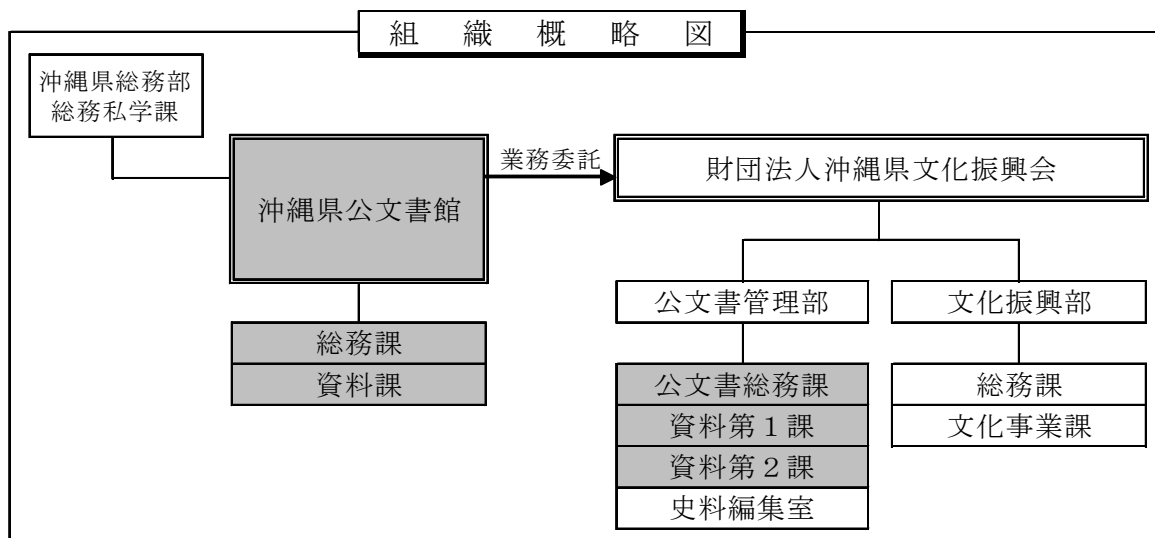 組織概略図
沖縄県総務部
総務私学課
沖縄県公文書館
業務委託
財団法人沖縄県文化振興会
総務課
資料課
公文書管理部
文化振興部
公文書総務課
資料第１課
資料第２課
史料編集室
総務課
文化事業課